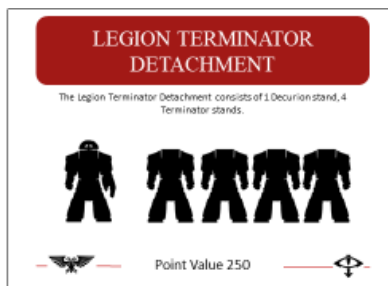 LEGION TERMINATOR
DETACHMENT
The Legion Terminator Detachment consists of 1 Decurion stand, 4
Terminator stands.
Point Value 250